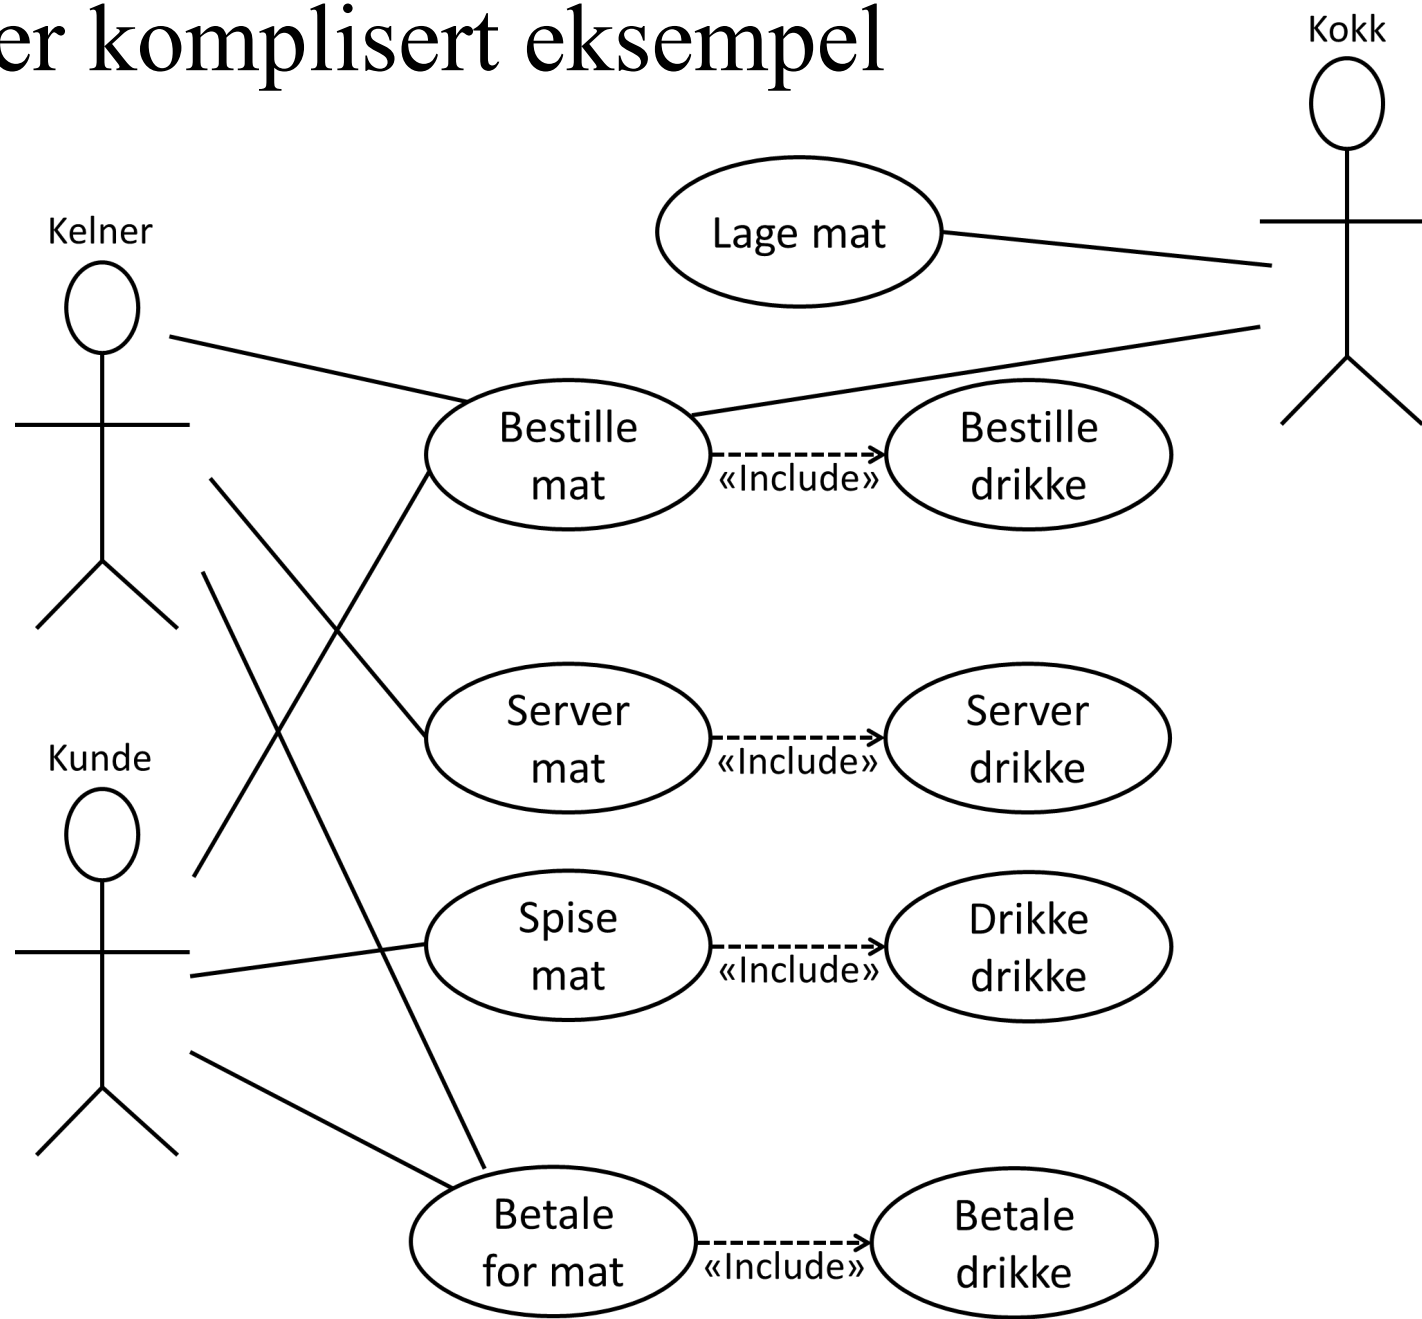 er komplisert eksempel
Kokk
Kelner
Lage mat
Bestille
mat
«Include»
Bestille
drikke
Server
mat
«Include»
Server
drikke
Kunde
Spise
mat
«Include»
Drikke
drikke
Betale
for mat
«Include»
Betale
drikke